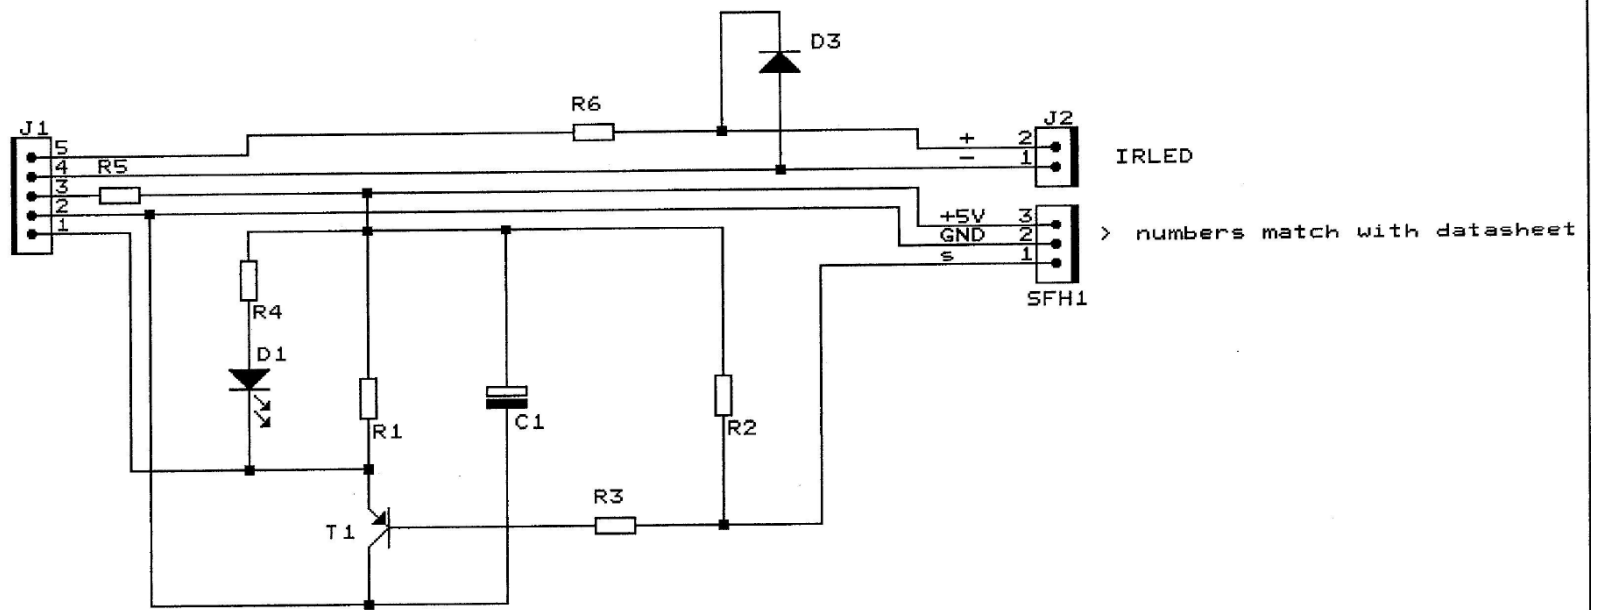 D3
R6
J1
J2
5
+
2
4
R5
-
1
IRLED
3
2
+5V
3
1
GND
2
> numbers match with datasheet
s
1
SFH1
R4
D1
R1
C1
R2
R3
T1